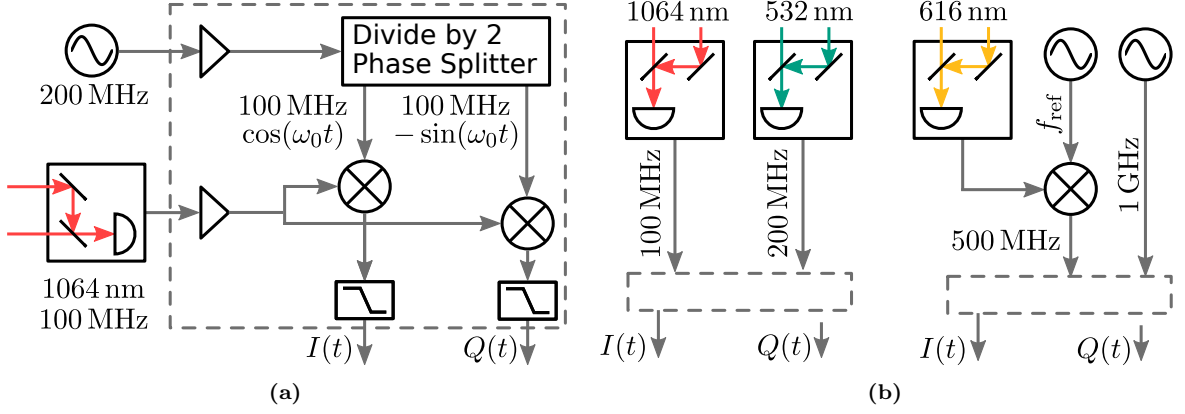 200 MHz
Divide by 2
Phase Splitter
100 MHz
cos(ω₀t)
100 MHz
− sin(ω₀t)
1064 nm
100 MHz
I(t)
Q(t)
(a)
1064 nm
532 nm
616 nm
100 MHz
200 MHz
f_ref
1 GHz
500 MHz
I(t)
Q(t)
I(t)
Q(t)
(b)